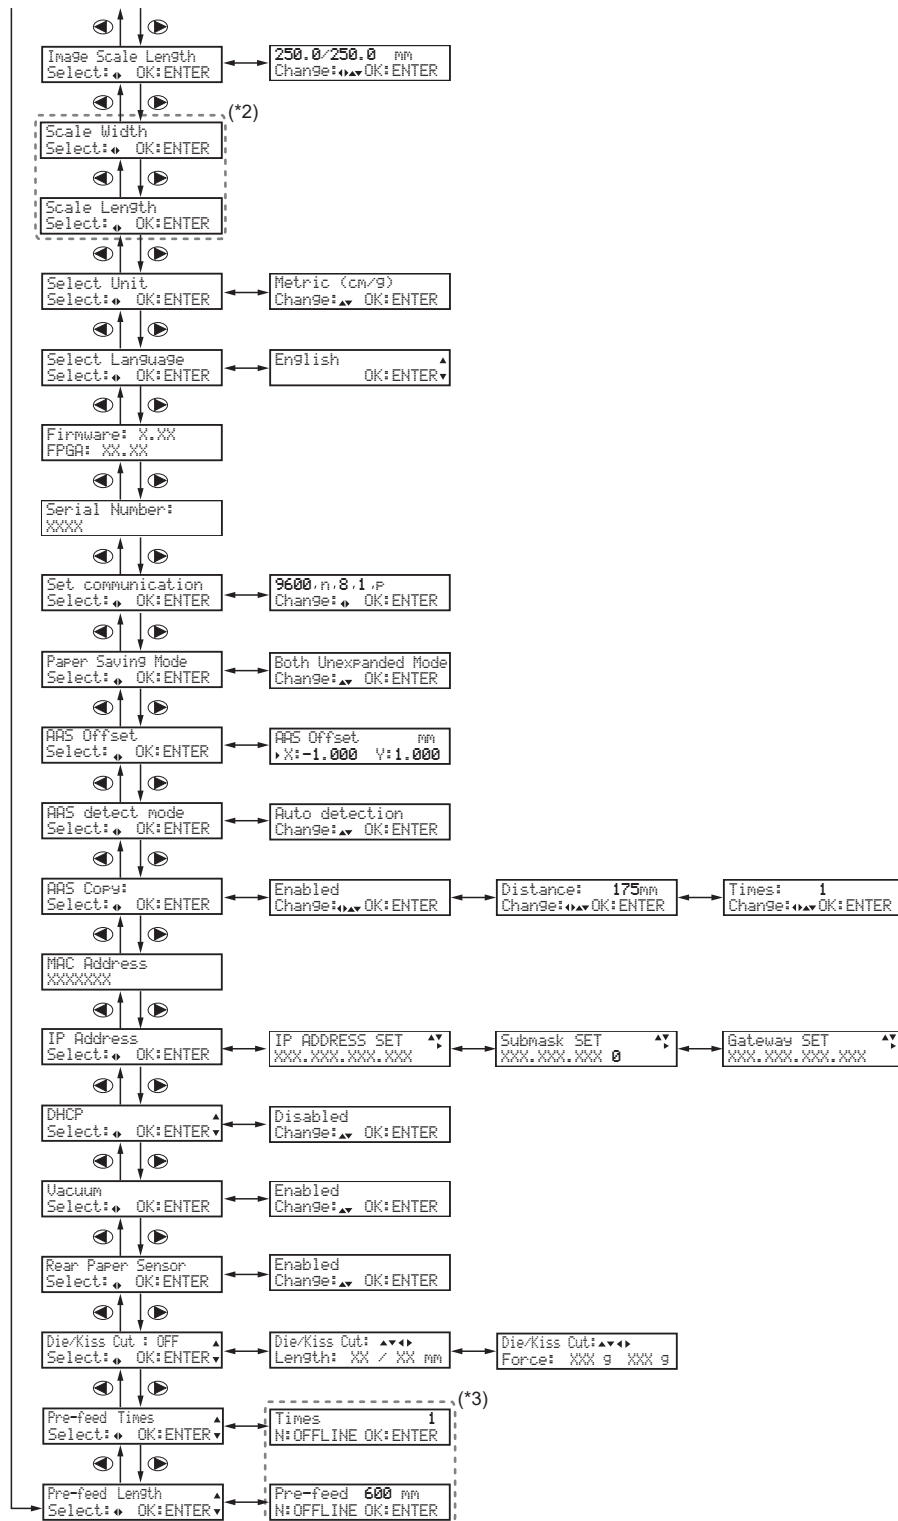 Image Scale Length
Select: OK:ENTER
250.0/250.0 mm
Change: OK:ENTER
(*2)
Scale Width
Select: OK:ENTER
Scale Length
Select: OK:ENTER
Select Unit
Select: OK:ENTER
Metric (cm/g)
Change: OK:ENTER
Select Language
Select: OK:ENTER
English
OK:ENTER
Firmware: X.XX
FPGA: XX.XX
Serial Number:
XXXX
Set communication
Select: OK:ENTER
9600,n,8,1,p
Change: OK:ENTER
Paper Saving Mode
Select: OK:ENTER
Both Unexpanded Mode
Change: OK:ENTER
AAS Offset
Select: OK:ENTER
AAS Offset mm
X:-1.000 Y:1.000
AAS detect mode
Select: OK:ENTER
Auto detection
Change: OK:ENTER
AAS Copy:
Select: OK:ENTER
Enabled
Change: OK:ENTER
Distance: 175mm
Change: OK:ENTER
Times: 1
Change: OK:ENTER
MAC Address
XXXXXXX
IP Address
Select: OK:ENTER
IP ADDRESS SET
XXX.XXX.XXX.XXX
Submask SET
XXX.XXX.XXX 0
Gateway SET
XXX.XXX.XXX.XXX
DHCP
Select: OK:ENTER
Disabled
Change: OK:ENTER
Vacuum
Select: OK:ENTER
Enabled
Change: OK:ENTER
Rear Paper Sensor
Select: OK:ENTER
Enabled
Change: OK:ENTER
Die/Kiss Cut : OFF
Select: OK:ENTER
Die/Kiss Cut:
Length: XX / XX mm
Die/Kiss Cut:
Force: XXX g XXX g
Pre-feed Times
Select: OK:ENTER
(*3)
Times 1
N:OFFLINE OK:ENTER
Pre-feed Length
Select: OK:ENTER
Pre-feed 600 mm
N:OFFLINE OK:ENTER